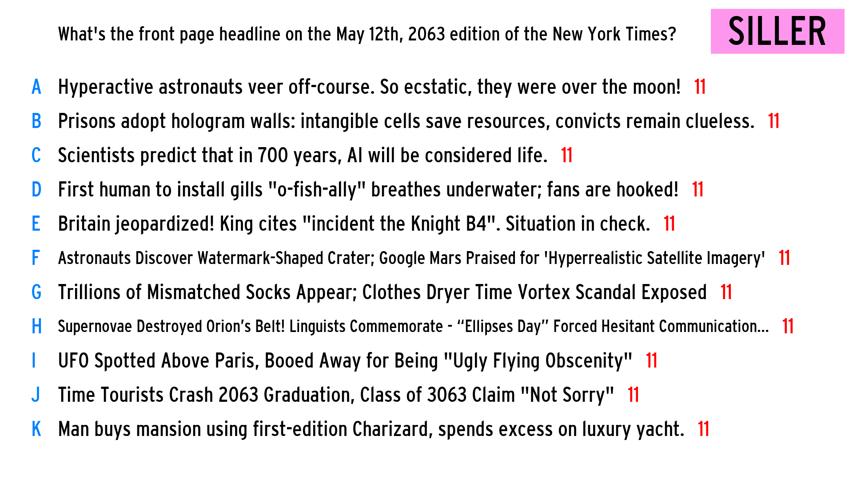 What's the front page headline on the May 12th, 2063 edition of the New York Times?
SILLER
A Hyperactive astronauts veer off-course. So ecstatic, they were over the moon! 11
B Prisons adopt hologram walls: intangible cells save resources, convicts remain clueless. 11
C Scientists predict that in 700 years, AI will be considered life. 11
D First human to install gills "o-fish-ally" breathes underwater; fans are hooked! 11
E Britain jeopardized! King cites "incident the Knight B4". Situation in check. 11
F Astronauts Discover Watermark-Shaped Crater; Google Mars Praised for 'Hyperrealistic Satellite Imagery' 11
G Trillions of Mismatched Socks Appear; Clothes Dryer Time Vortex Scandal Exposed 11
H Supernovae Destroyed Orion’s Belt! Linguists Commemorate - “Ellipses Day” Forced Hesitant Communication... 11
I UFO Spotted Above Paris, Booed Away for Being "Ugly Flying Obscenity" 11
J Time Tourists Crash 2063 Graduation, Class of 3063 Claim "Not Sorry" 11
K Man buys mansion using first-edition Charizard, spends excess on luxury yacht. 11